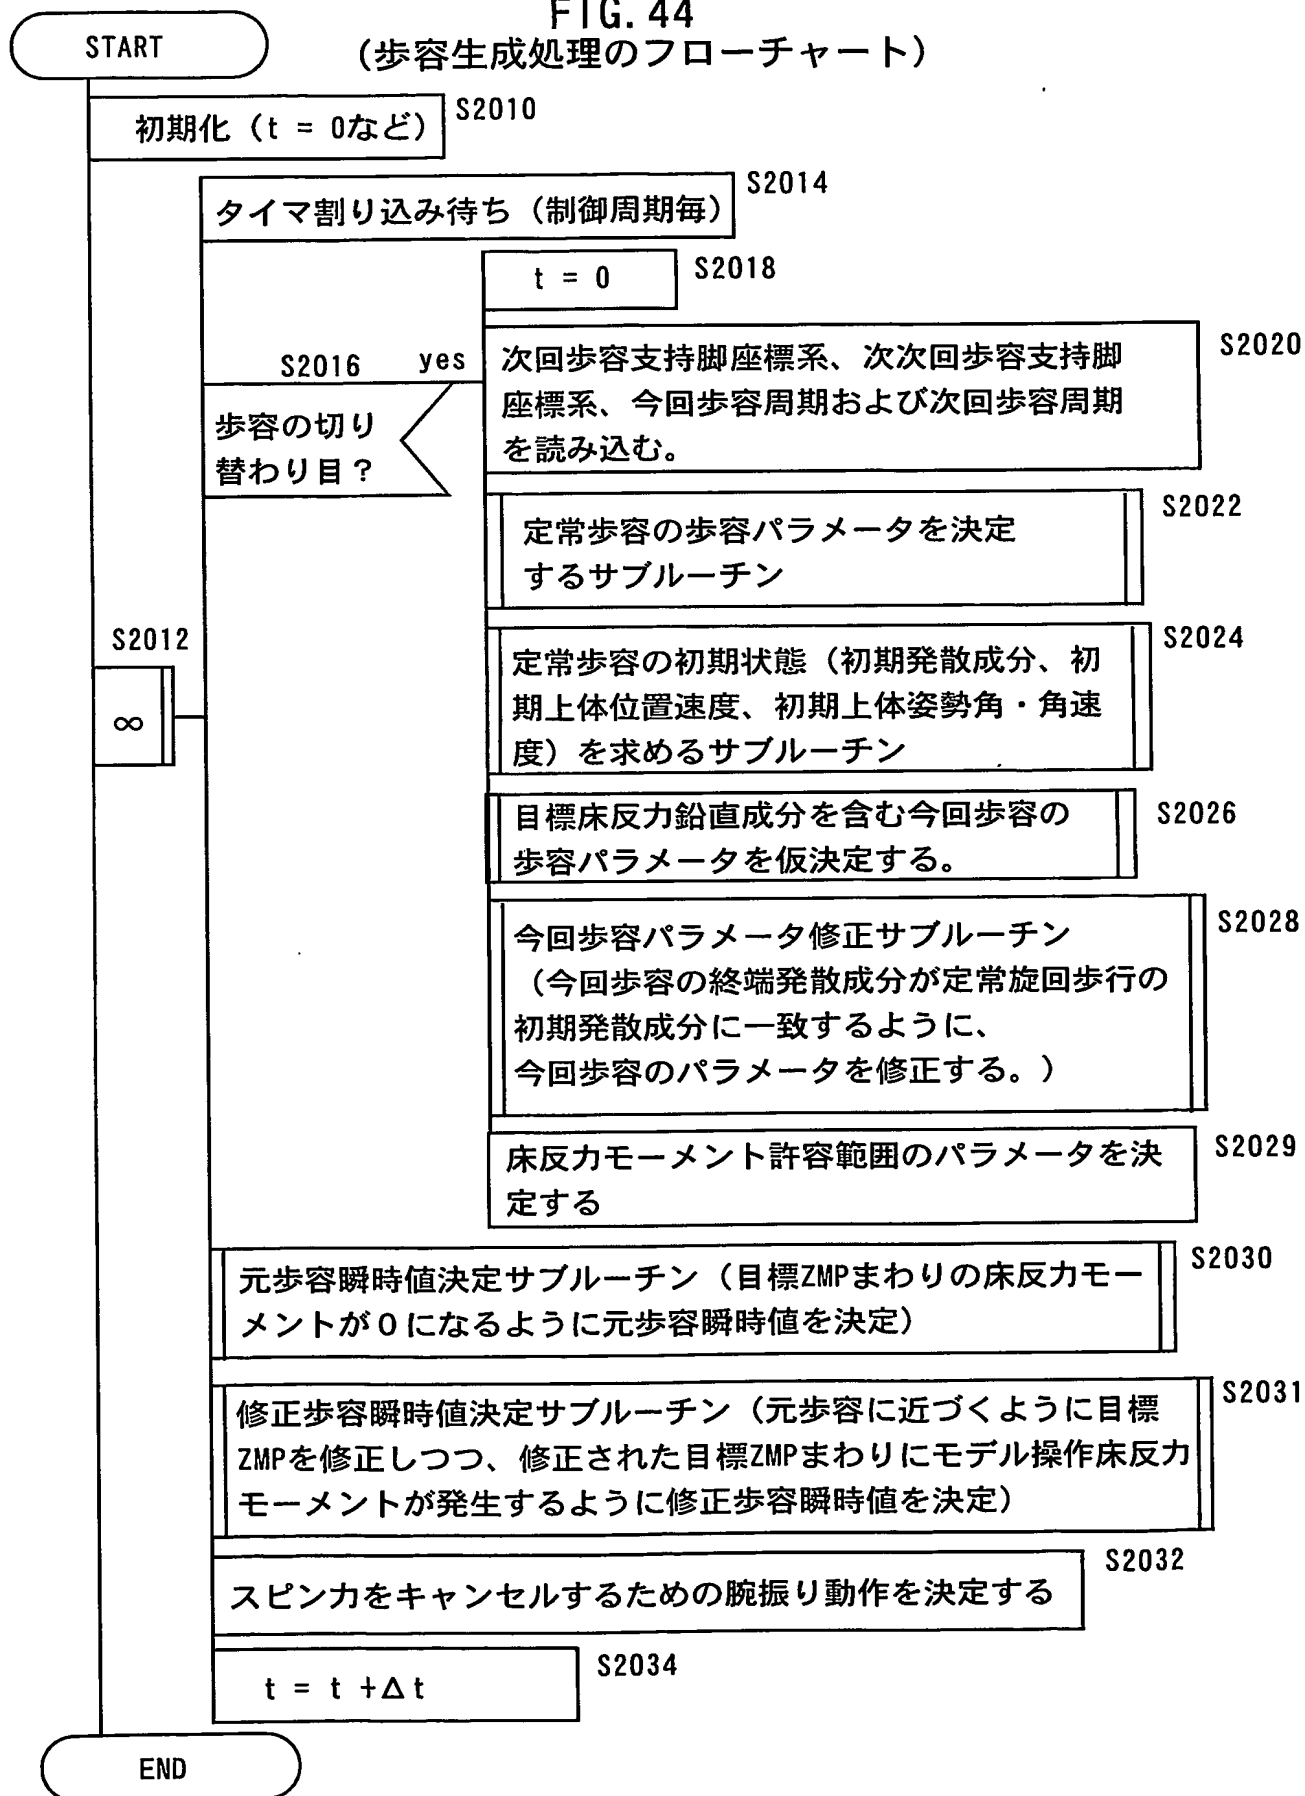 FIG. 44
START
(歩容生成処理のフローチャート)
初期化(t = 0など)
S2010
タイマ割り込み待ち(制御周期毎)
S2014
t = 0
S2018
S2016
yes
歩容の切り
替わり目?
次回歩容支持脚座標系、次次回歩容支持脚
座標系、今回歩容周期および次回歩容周期
を読み込む。
S2020
定常歩容の歩容パラメータを決定
するサブルーチン
S2022
S2012
∞
定常歩容の初期状態(初期発散成分、初
期上体位置速度、初期上体姿勢角・角速
度)を求めるサブルーチン
S2024
目標床反力鉛直成分を含む今回歩容の
歩容パラメータを仮決定する。
S2026
今回歩容パラメータ修正サブルーチン
(今回歩容の終端発散成分が定常旋回歩行の
初期発散成分に一致するように、
今回歩容のパラメータを修正する。)
S2028
床反力モーメント許容範囲のパラメータを決
定する
S2029
元歩容瞬時値決定サブルーチン(目標ZMPまわりの床反力モー
メントが0になるように元歩容瞬時値を決定)
S2030
修正歩容瞬時値決定サブルーチン(元歩容に近づくように目標
ZMPを修正しつつ、修正された目標ZMPまわりにモデル操作床反力
モーメントが発生するように修正歩容瞬時値を決定)
S2031
スピン力をキャンセルするための腕振り動作を決定する
S2032
t = t +Δt
S2034
END